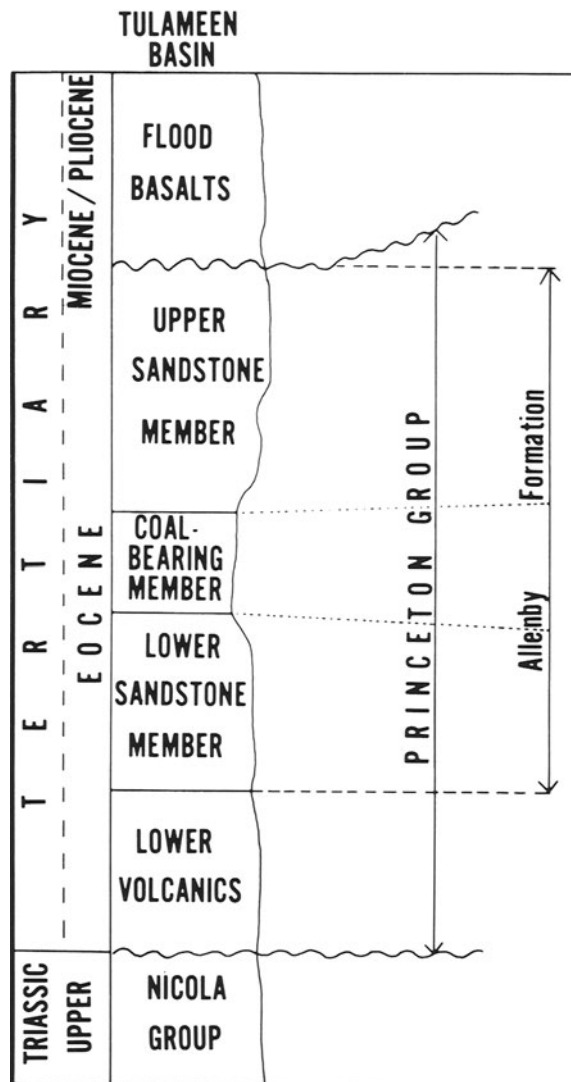 TULAMEEN
BASIN
TERTIARY
MIOCENE / PLIOCENE
EOCENE
FLOOD
BASALTS
UPPER
SANDSTONE
MEMBER
COAL-
BEARING
MEMBER
LOWER
SANDSTONE
MEMBER
LOWER
VOLCANICS
PRINCETON GROUP
Allenby Formation
TRIASSIC
UPPER
NICOLA
GROUP